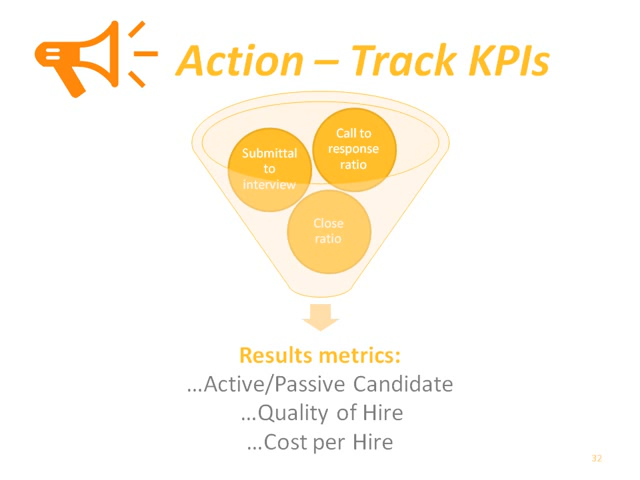 Action – Track KPIs
Submittal
to
interview
Call to
response
ratio
Close
ratio
Results metrics:
…Active/Passive Candidate
…Quality of Hire
…Cost per Hire
32